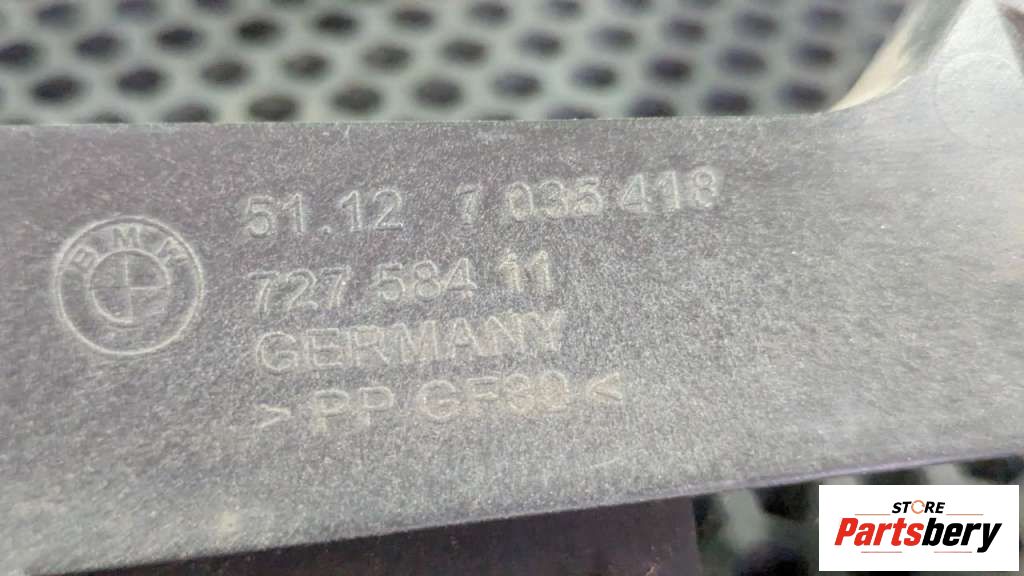 51.12 7 035 418
BMW
727 584 11
GERMANY
> PP GF30 <
STORE
Partsbery